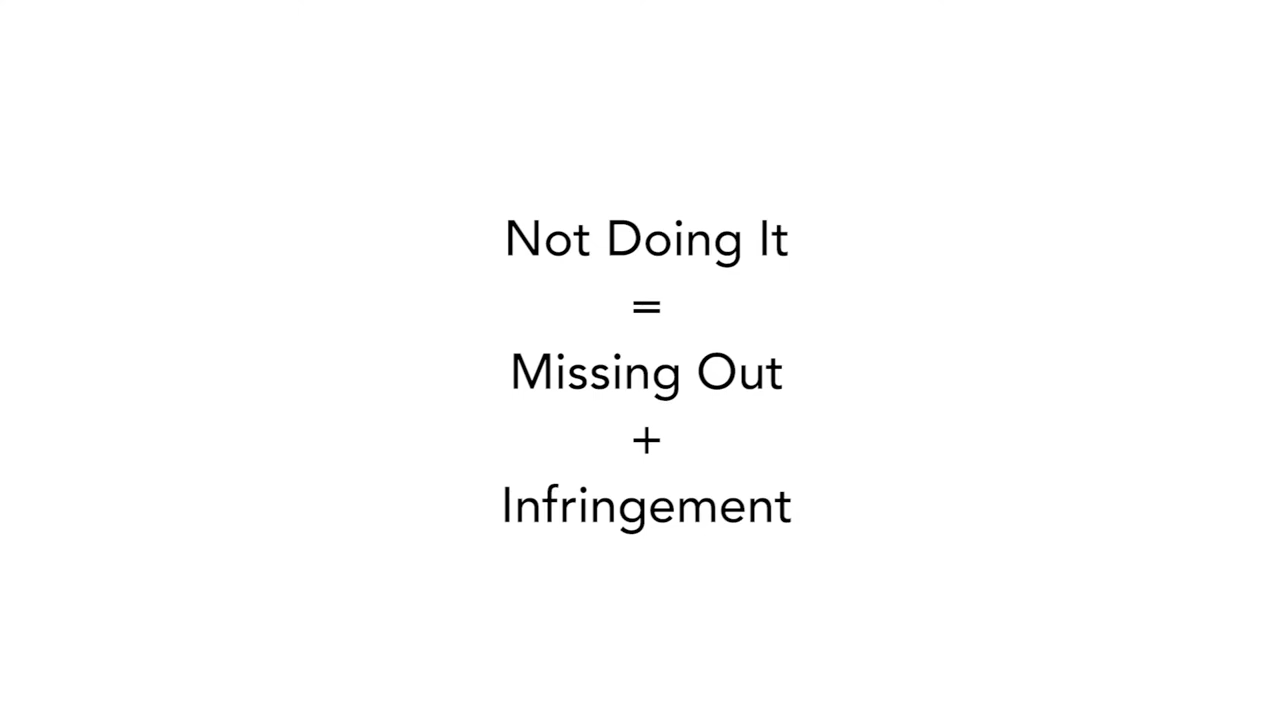 Not Doing It
=
Missing Out
+
Infringement